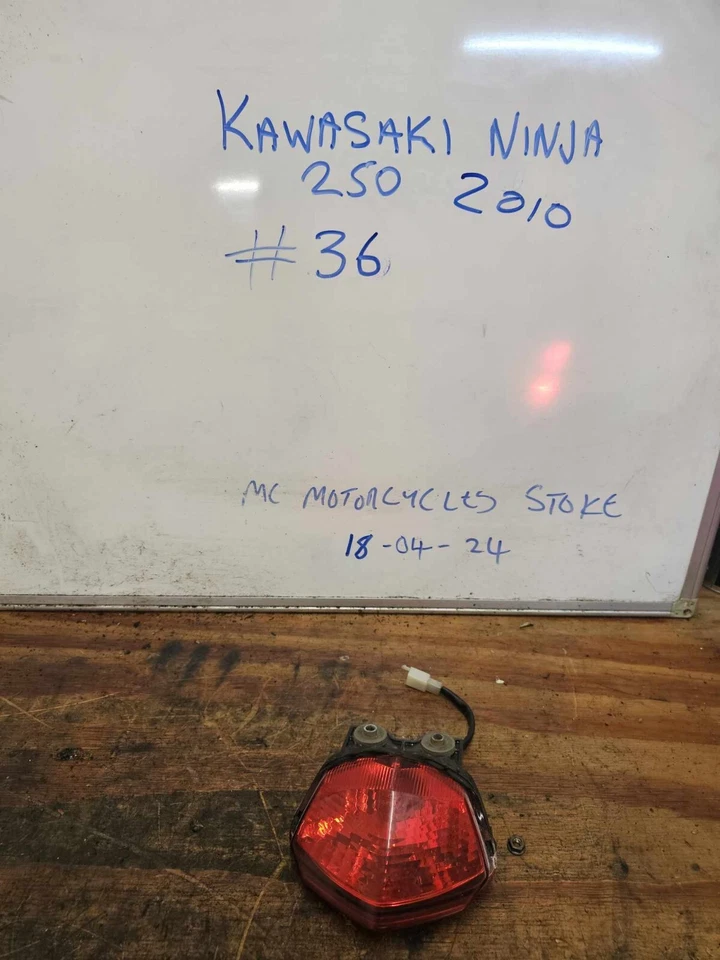 KAWASAKI NINJA
250 2010
#36
MC MOTORCYCLES STOKE
18-04-24